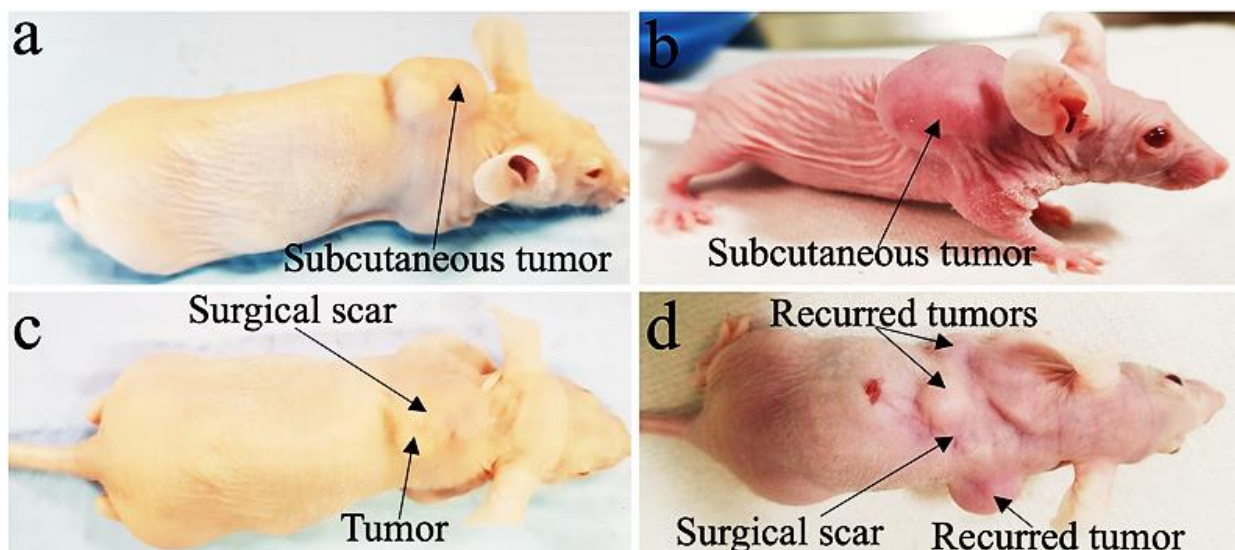 a
Subcutaneous tumor
b
Subcutaneous tumor
c
Surgical scar
Tumor
d
Recurred tumors
Surgical scar
Recurred tumor